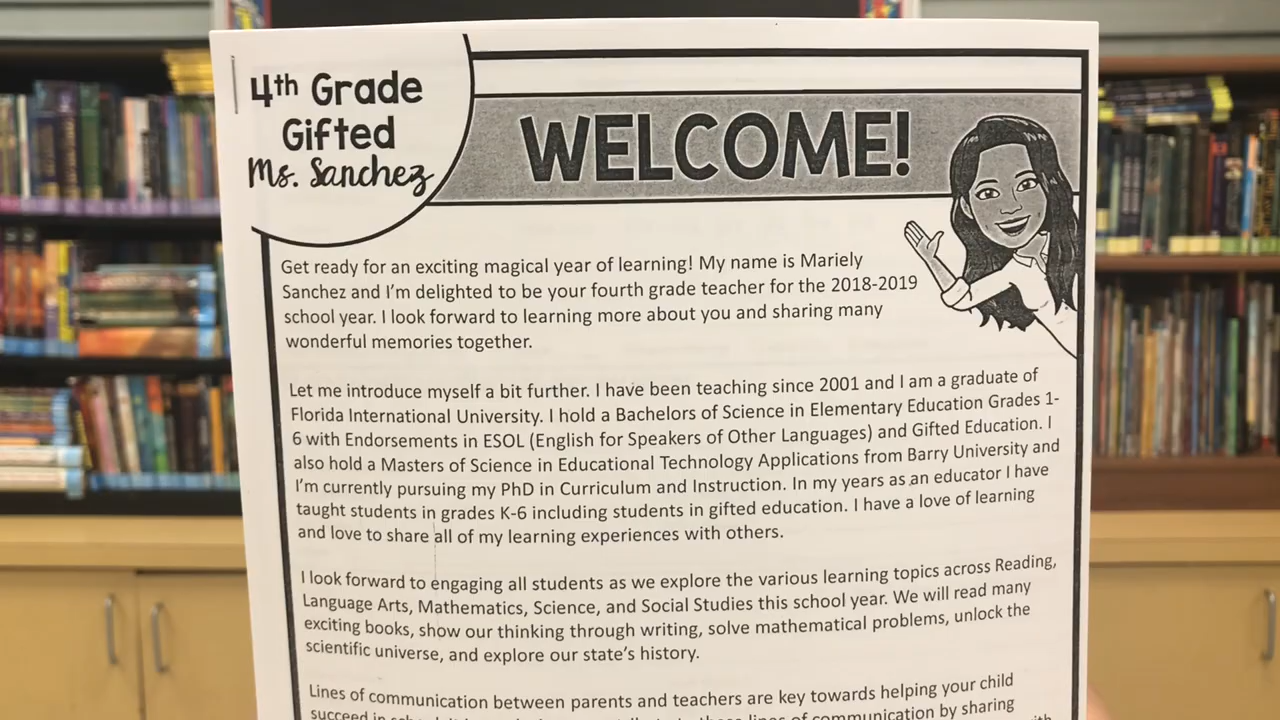 4th Grade
Gifted
Ms. Sanchez
WELCOME!
Get ready for an exciting magical year of learning! My name is Mariely
Sanchez and I'm delighted to be your fourth grade teacher for the 2018-2019
school year. I look forward to learning more about you and sharing many
wonderful memories together.
Let me introduce myself a bit further. I have been teaching since 2001 and I am a graduate of
Florida International University. I hold a Bachelors of Science in Elementary Education Grades 1-
6 with Endorsements in ESOL (English for Speakers of Other Languages) and Gifted Education. I
also hold a Masters of Science in Educational Technology Applications from Barry University and
I'm currently pursuing my PhD in Curriculum and Instruction. In my years as an educator I have
taught students in grades K-6 including students in gifted education. I have a love of learning
and love to share all of my learning experiences with others.
I look forward to engaging all students as we explore the various learning topics across Reading,
Language Arts, Mathematics, Science, and Social Studies this school year. We will read many
exciting books, show our thinking through writing, solve mathematical problems, unlock the
scientific universe, and explore our state's history.
Lines of communication between parents and teachers are key towards helping your child
succeed in lines of communication by sharing
with